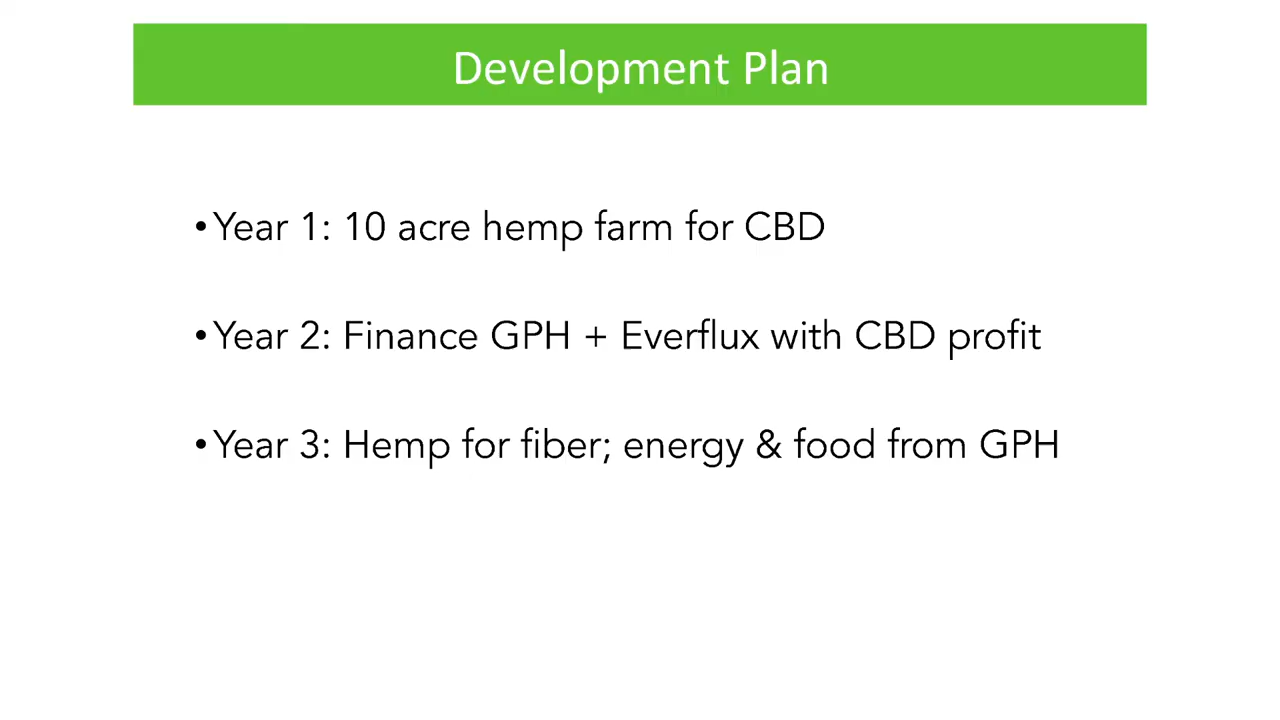 Development Plan
•Year 1: 10 acre hemp farm for CBD
•Year 2: Finance GPH + Everflux with CBD profit
•Year 3: Hemp for fiber; energy & food from GPH